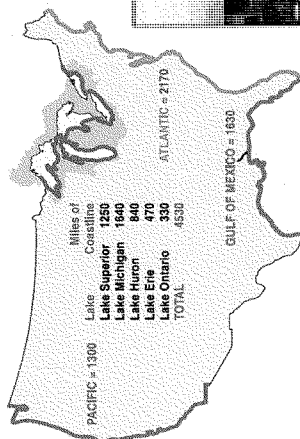 PACIFIC = 1300
Lake Miles of Coastline
Lake Superior 1250
Lake Michigan 1640
Lake Huron 840
Lake Erie 470
Lake Ontario 330
TOTAL 4530
ATLANTIC = 2170
GULF OF MEXICO = 1630